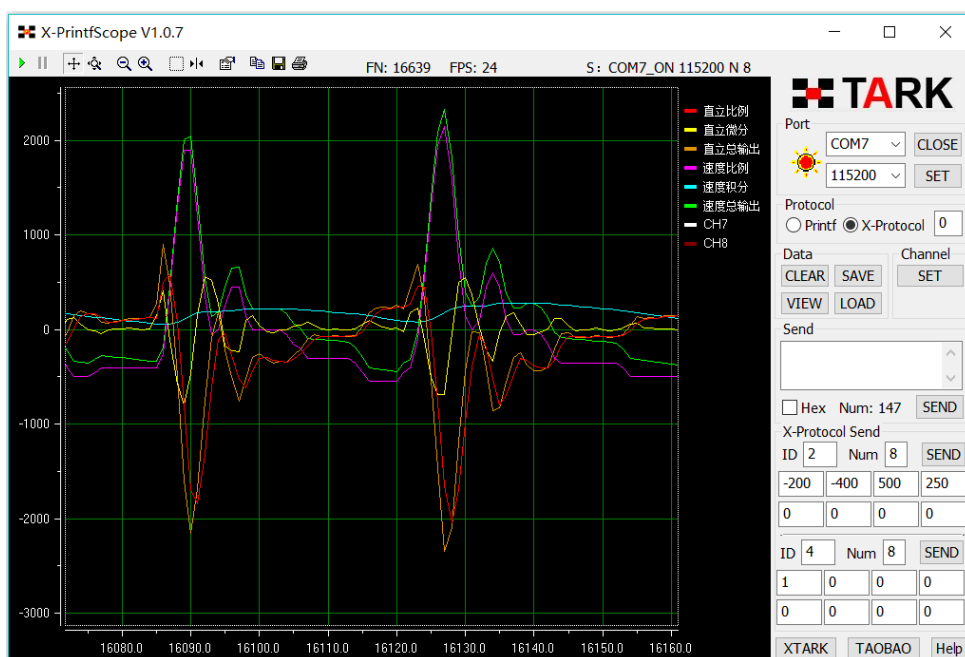 X-PrintfScope V1.0.7
FN: 16639 FPS: 24 S: COM7_ON 115200 N 8
2000
1000
0
-1000
-2000
-3000
16080.0 16090.0 16100.0 16110.0 16120.0 16130.0 16140.0 16150.0 16160.0
直立比例
直立微分
直立总输出
速度比例
速度积分
速度总输出
CH7
CH8
TARK
Port
COM7 CLOSE
115200 SET
Protocol
Printf X-Protocol 0
Data Channel
CLEAR SAVE SET
VIEW LOAD
Send
Hex Num: 147 SEND
X-Protocol Send
ID 2 Num 8 SEND
-200 -400 500 250
0 0 0 0
ID 4 Num 8 SEND
1 0 0 0
0 0 0 0
XTARK TAOBAO Help